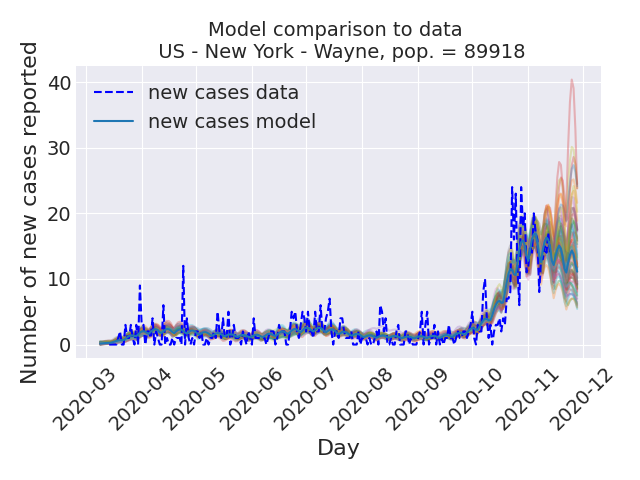 Model comparison to data
US - New York - Wayne, pop. = 89918
Number of new cases reported
40
30
20
10
0
new cases data
new cases model
2020-03
2020-04
2020-05
2020-06
2020-07
2020-08
2020-09
2020-10
2020-11
2020-12
Day